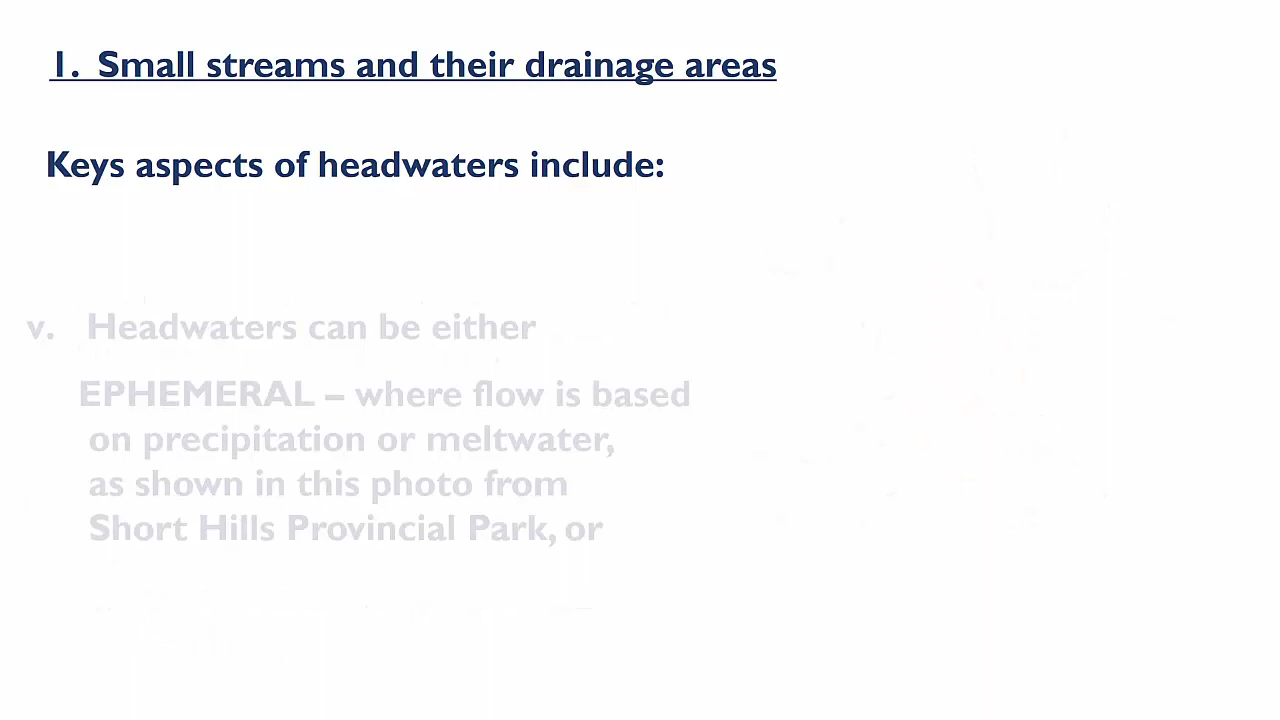 1. Small streams and their drainage areas
Keys aspects of headwaters include:
v. Headwaters can be either
EPHEMERAL – where flow is based
on precipitation or meltwater,
as shown in this photo from
Short Hills Provincial Park, or